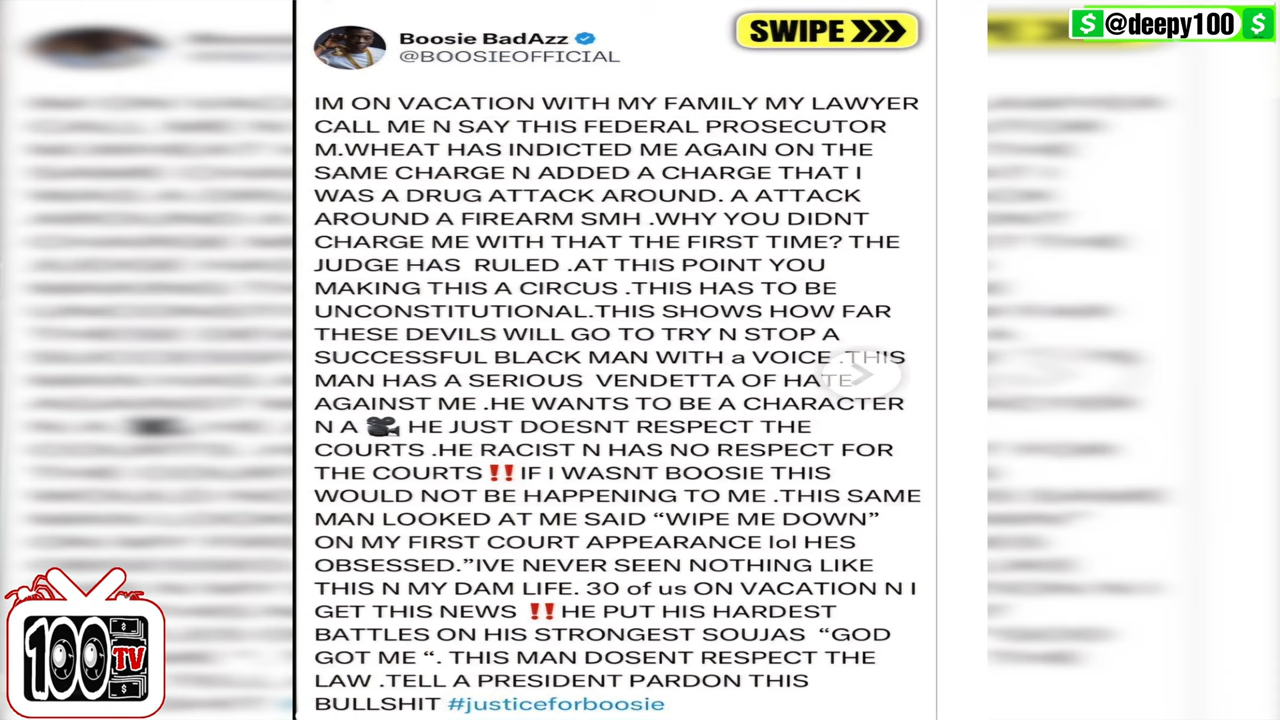 Boosie BadAzz
@BOOSIEOFFICIAL
SWIPE >>>
$ @deepy100 $
IM ON VACATION WITH MY FAMILY MY LAWYER
CALL ME N SAY THIS FEDERAL PROSECUTOR
M.WHEAT HAS INDICTED ME AGAIN ON THE
SAME CHARGE N ADDED A CHARGE THAT I
WAS A DRUG ATTACK AROUND. A ATTACK
AROUND A FIREARM SMH .WHY YOU DIDNT
CHARGE ME WITH THAT THE FIRST TIME? THE
JUDGE HAS RULED .AT THIS POINT YOU
MAKING THIS A CIRCUS .THIS HAS TO BE
UNCONSTITUTIONAL.THIS SHOWS HOW FAR
THESE DEVILS WILL GO TO TRY N STOP A
SUCCESSFUL BLACK MAN WITH a VOICE .THIS
MAN HAS A SERIOUS VENDETTA OF HATE
AGAINST ME .HE WANTS TO BE A CHARACTER
N A 🎥 HE JUST DOESNT RESPECT THE
COURTS .HE RACIST N HAS NO RESPECT FOR
THE COURTS‼️IF I WASNT BOOSIE THIS
WOULD NOT BE HAPPENING TO ME .THIS SAME
MAN LOOKED AT ME SAID “WIPE ME DOWN”
ON MY FIRST COURT APPEARANCE lol HES
OBSESSED.”IVE NEVER SEEN NOTHING LIKE
THIS N MY DAM LIFE. 30 of us ON VACATION N I
GET THIS NEWS ‼️HE PUT HIS HARDEST
BATTLES ON HIS STRONGEST SOUJAS “GOD
GOT ME “. THIS MAN DOSENT RESPECT THE
LAW .TELL A PRESIDENT PARDON THIS
BULLSHIT #justiceforboosie
100 TV